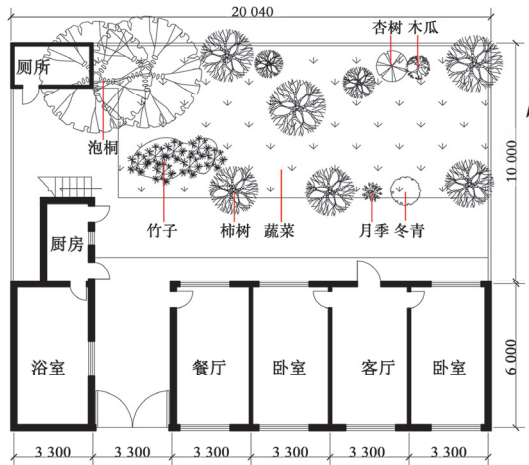 20 040
杏树 木瓜
厕所
泡桐
10 000
竹子 柿树 蔬菜 月季 冬青
厨房
浴室 餐厅 卧室 客厅 卧室
6 000
3 300 3 300 3 300 3 300 3 300 3 300